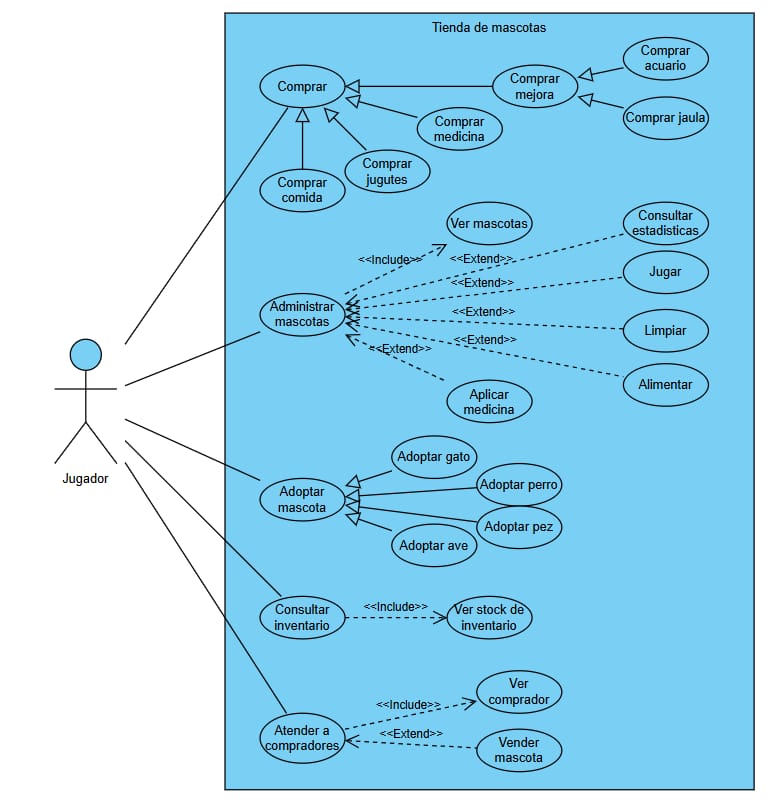 Tienda de mascotas
Comprar
Comprar
mejora
Comprar
acuario
Comprar jaula
Comprar
medicina
Comprar
jugutes
Comprar
comida
Ver mascotas
Consultar
estadisticas
<<Include>>
<<Extend>>
Jugar
<<Extend>>
Administrar
mascotas
<<Extend>>
Limpiar
<<Extend>>
<<Extend>>
Alimentar
Aplicar
medicina
Jugador
Adoptar gato
Adoptar perro
Adoptar
mascota
Adoptar pez
Adoptar ave
Consultar
inventario
<<Include>>
Ver stock de
inventario
Ver
comprador
<<Include>>
Atender a
compradores
<<Extend>>
Vender
mascota